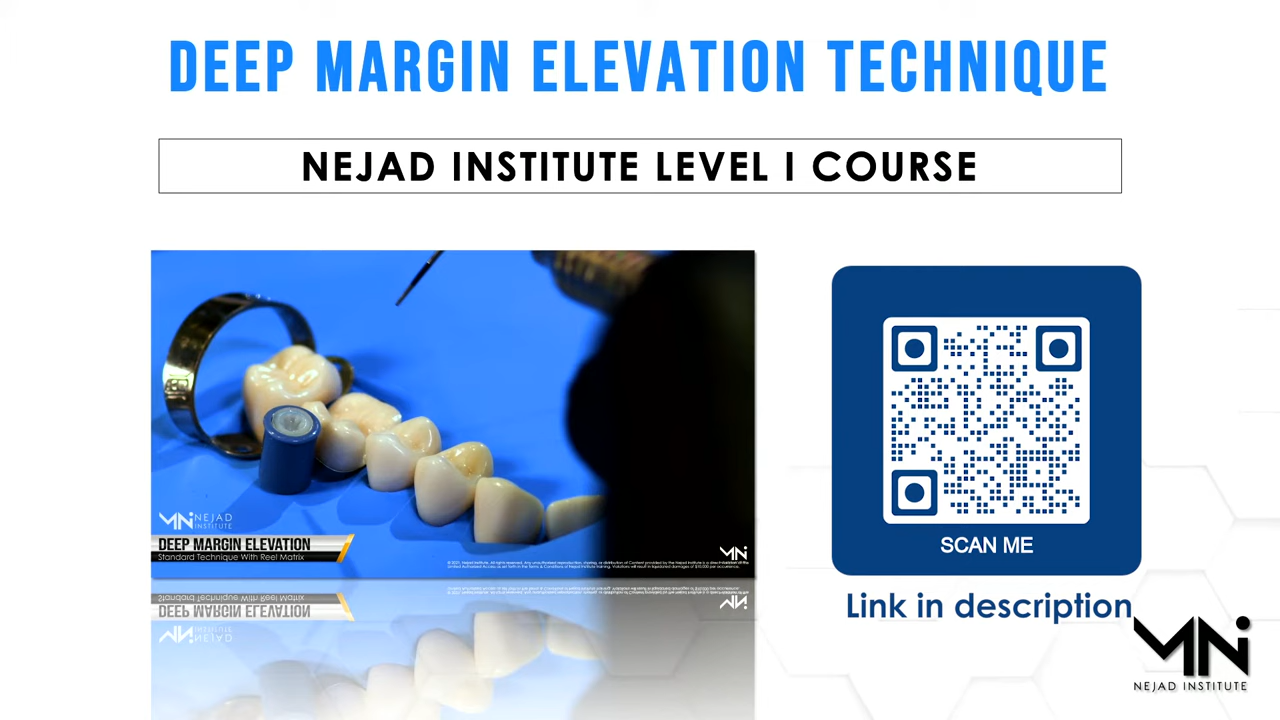 DEEP MARGIN ELEVATION TECHNIQUE
NEJAD INSTITUTE LEVEL I COURSE
NEJAD
INSTITUTE
DEEP MARGIN ELEVATION
Standard Technique With Reel Matrix
SCAN ME
Link in description
NEJAD INSTITUTE